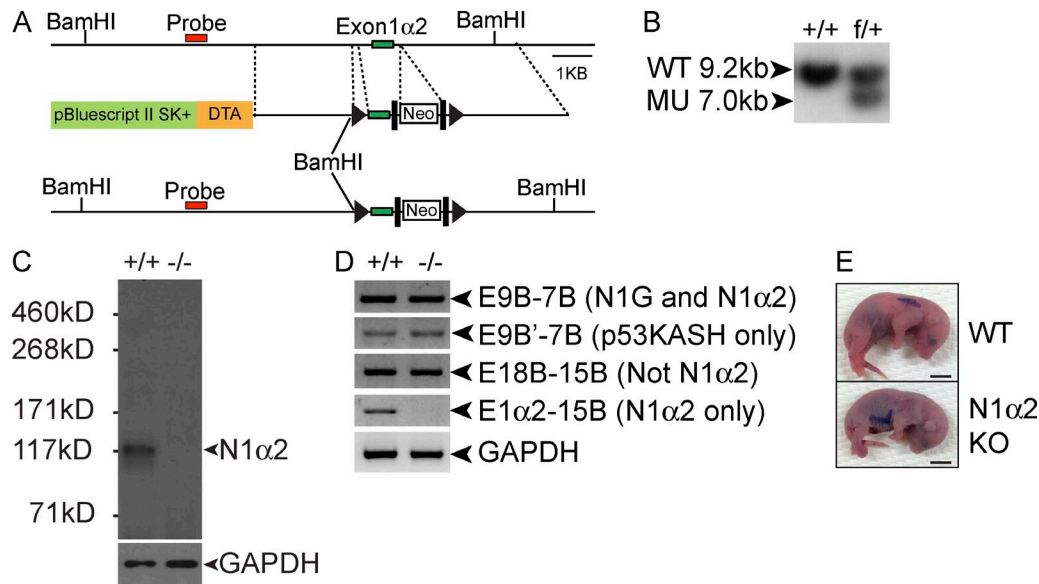 A
BamHI
Probe
Exon1α2
BamHI
1KB
pBluescript II SK+
DTA
Neo
BamHI
BamHI
Probe
BamHI
Neo
B
+/+ f/+
WT 9.2kb
MU 7.0kb
C
+/+ -/-
460kD
268kD
171kD
117kD
71kD
N1α2
GAPDH
D
+/+ -/-
E9B-7B (N1G and N1α2)
E9B'-7B (p53KASH only)
E18B-15B (Not N1α2)
E1α2-15B (N1α2 only)
GAPDH
E
WT
N1α2
KO